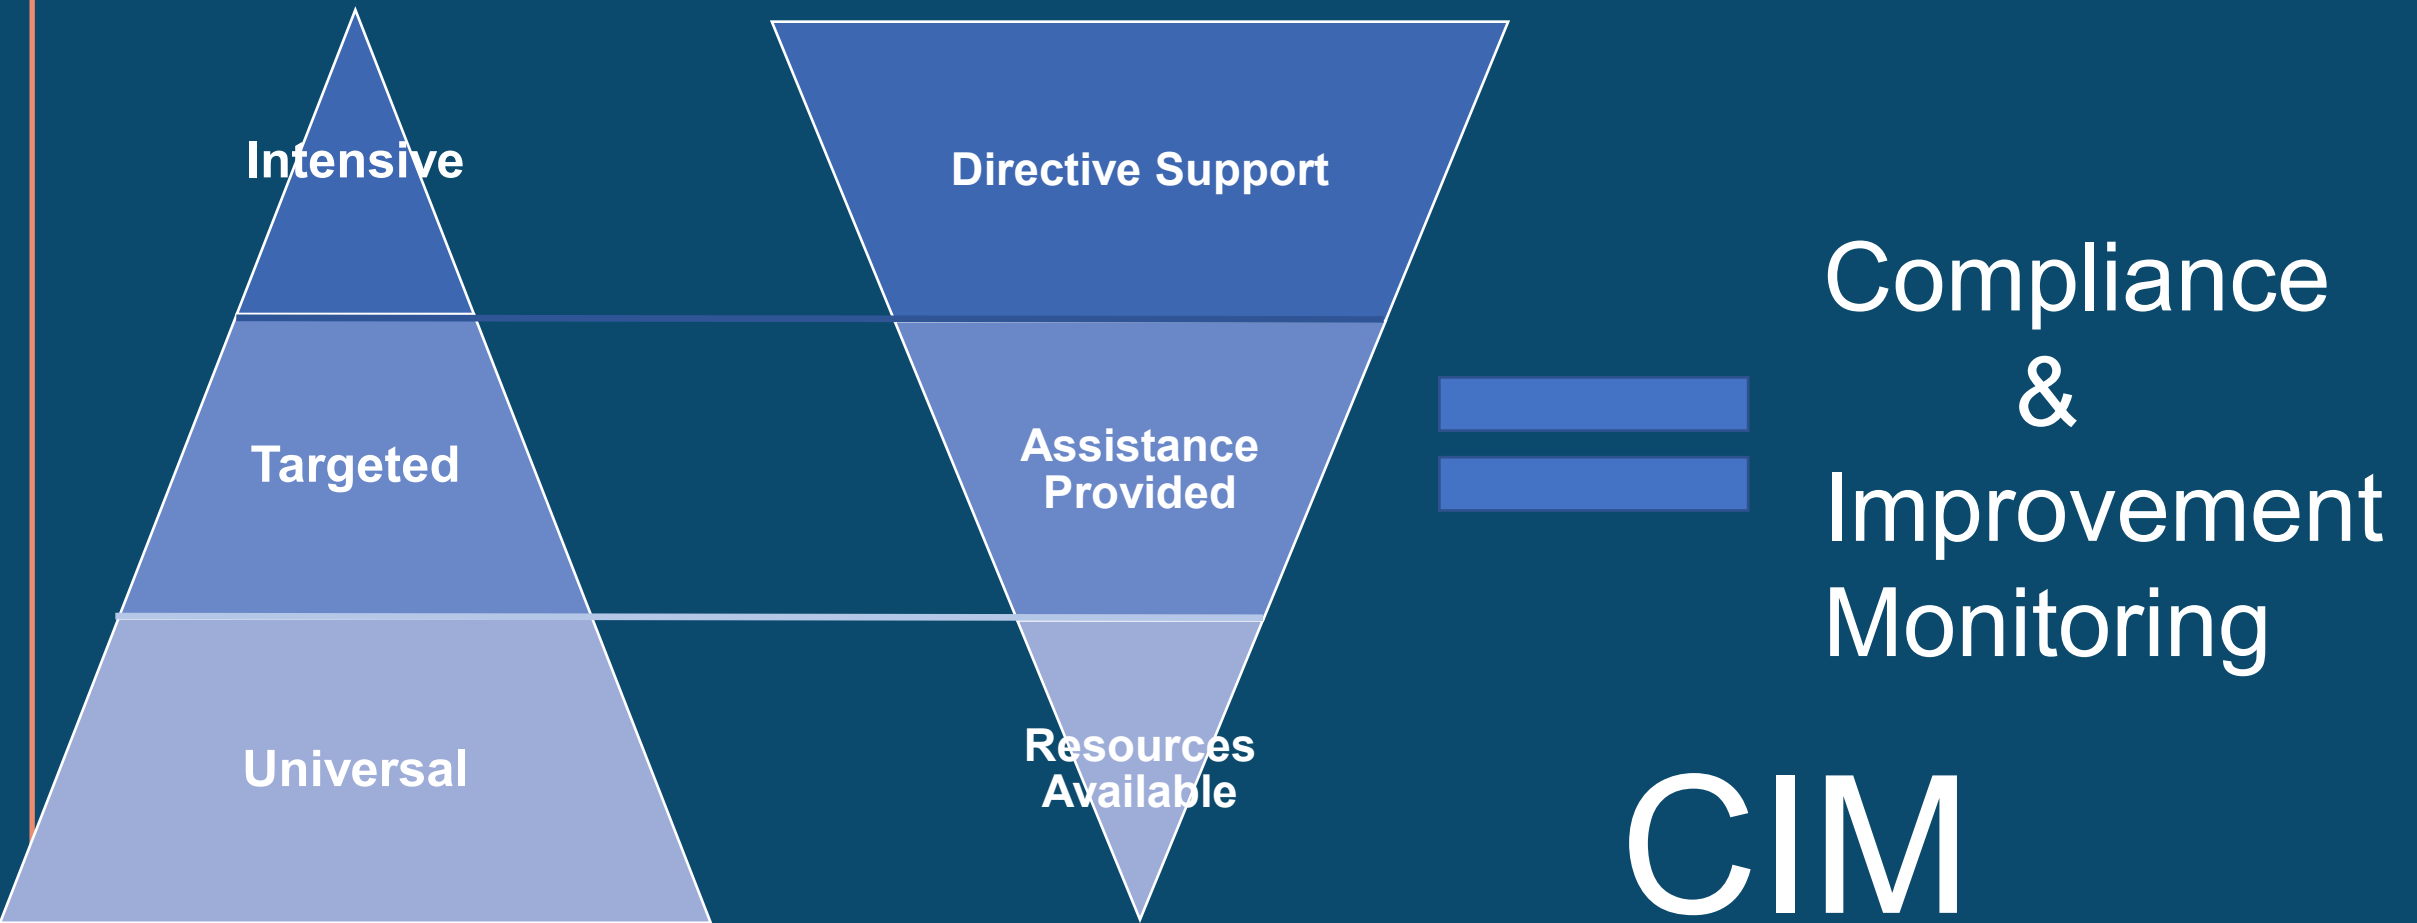 Intensive
Targeted
Universal
Directive Support
Assistance
Provided
Resources
Available
Compliance
&
Improvement
Monitoring
CIM